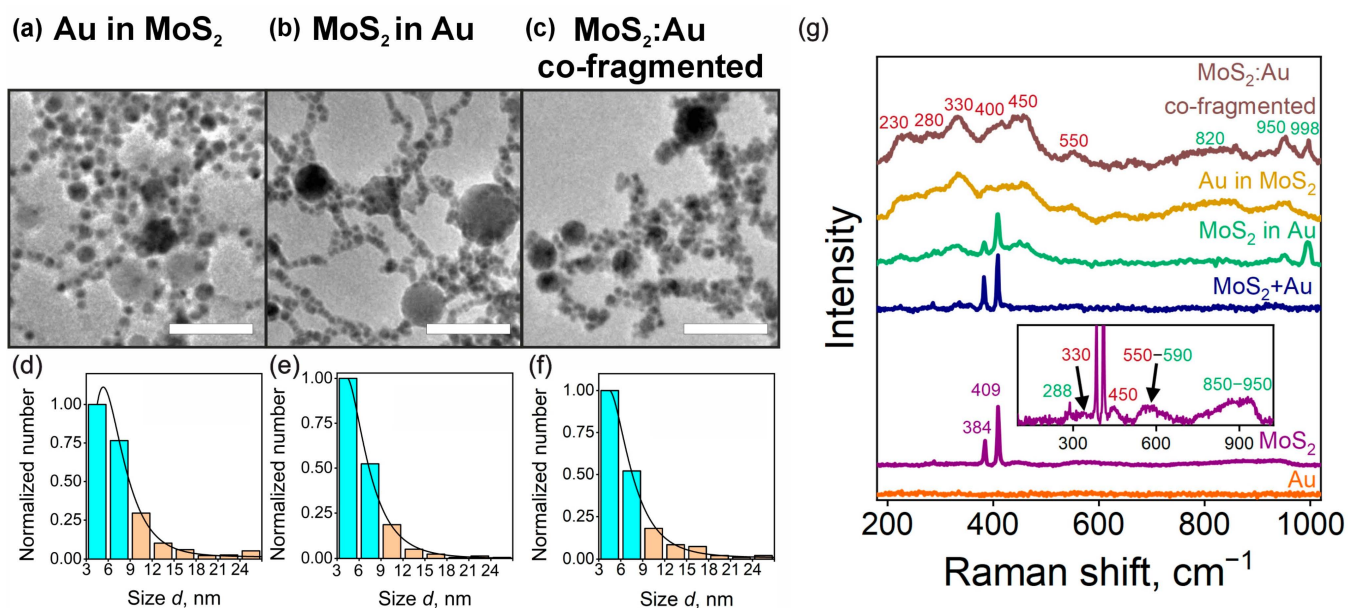 (a) Au in MoS₂
(b) MoS₂ in Au
(c) MoS₂:Au
co-fragmented
(d)
Normalized number
1.00
0.75
0.50
0.25
0.00
3 6 9 12 15 18 21 24
Size d, nm
(e)
Normalized number
1.00
0.75
0.50
0.25
0.00
3 6 9 12 15 18 21 24
Size d, nm
(f)
Normalized number
1.00
0.75
0.50
0.25
0.00
3 6 9 12 15 18 21 24
Size d, nm
(g)
Intensity
MoS₂:Au
co-fragmented
230 280 330 400 450 550 820 950 998
Au in MoS₂
MoS₂ in Au
MoS₂+Au
330 550–590
288 450 850–950
300 600 900
409
384
MoS₂
Au
200 400 600 800 1000
Raman shift, cm⁻¹